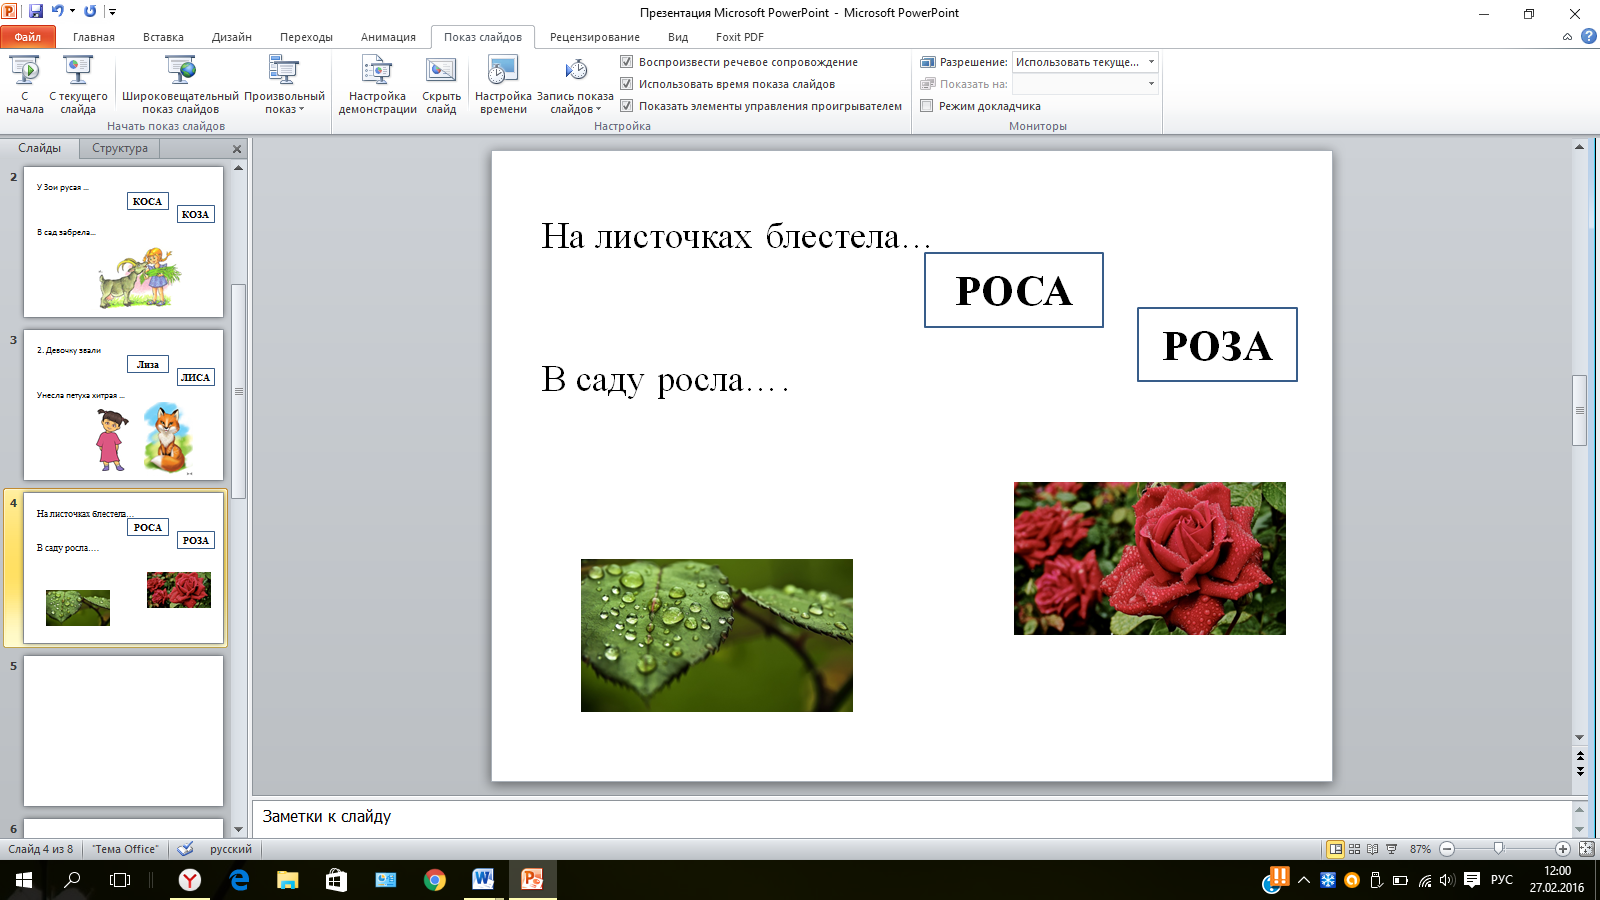 Презентация Microsoft PowerPoint - Microsoft PowerPoint
Файл Главная Вставка Дизайн Переходы Анимация Показ слайдов Рецензирование Вид Foxit PDF
С начала
С текущего слайда
Широковещательный показ слайдов
Произвольный показ
Начать показ слайдов
Настройка демонстрации
Скрыть слайд
Настройка времени
Запись показа слайдов
Воспроизвести речевое сопровождение
Использовать время показа слайдов
Показать элементы управления проигрывателем
Настройка
Разрешение: Использовать текуще...
Показать на:
Режим докладчика
Мониторы
Слайды Структура
2
У Зои русая ...
КОСА
КОЗА
В сад забрела...
3
2. Девочку звали
Лиза
ЛИСА
Унесла петуха хитрая ...
4
На листочках блестела...
РОСА
РОЗА
В саду росла....
5
6
На листочках блестела...
РОСА
РОЗА
В саду росла....
Заметки к слайду
Слайд 4 из 8 "Тема Office" русский 87%
РУС 12:00
27.02.2016